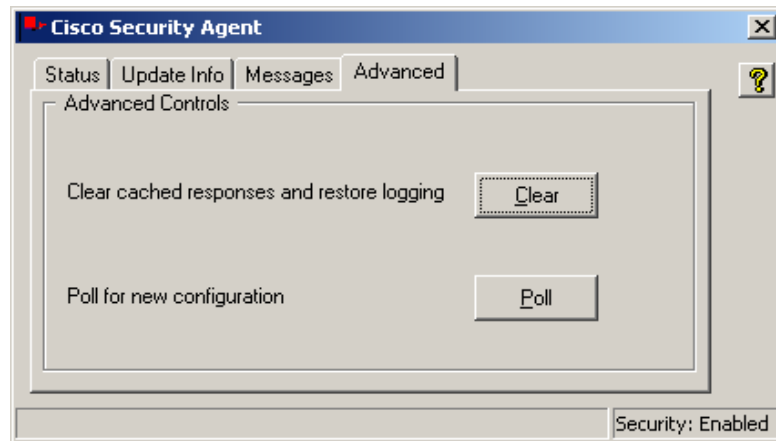 Cisco Security Agent
Status Update Info Messages Advanced
Advanced Controls
Clear cached responses and restore logging Clear
Poll for new configuration Poll
Security: Enabled